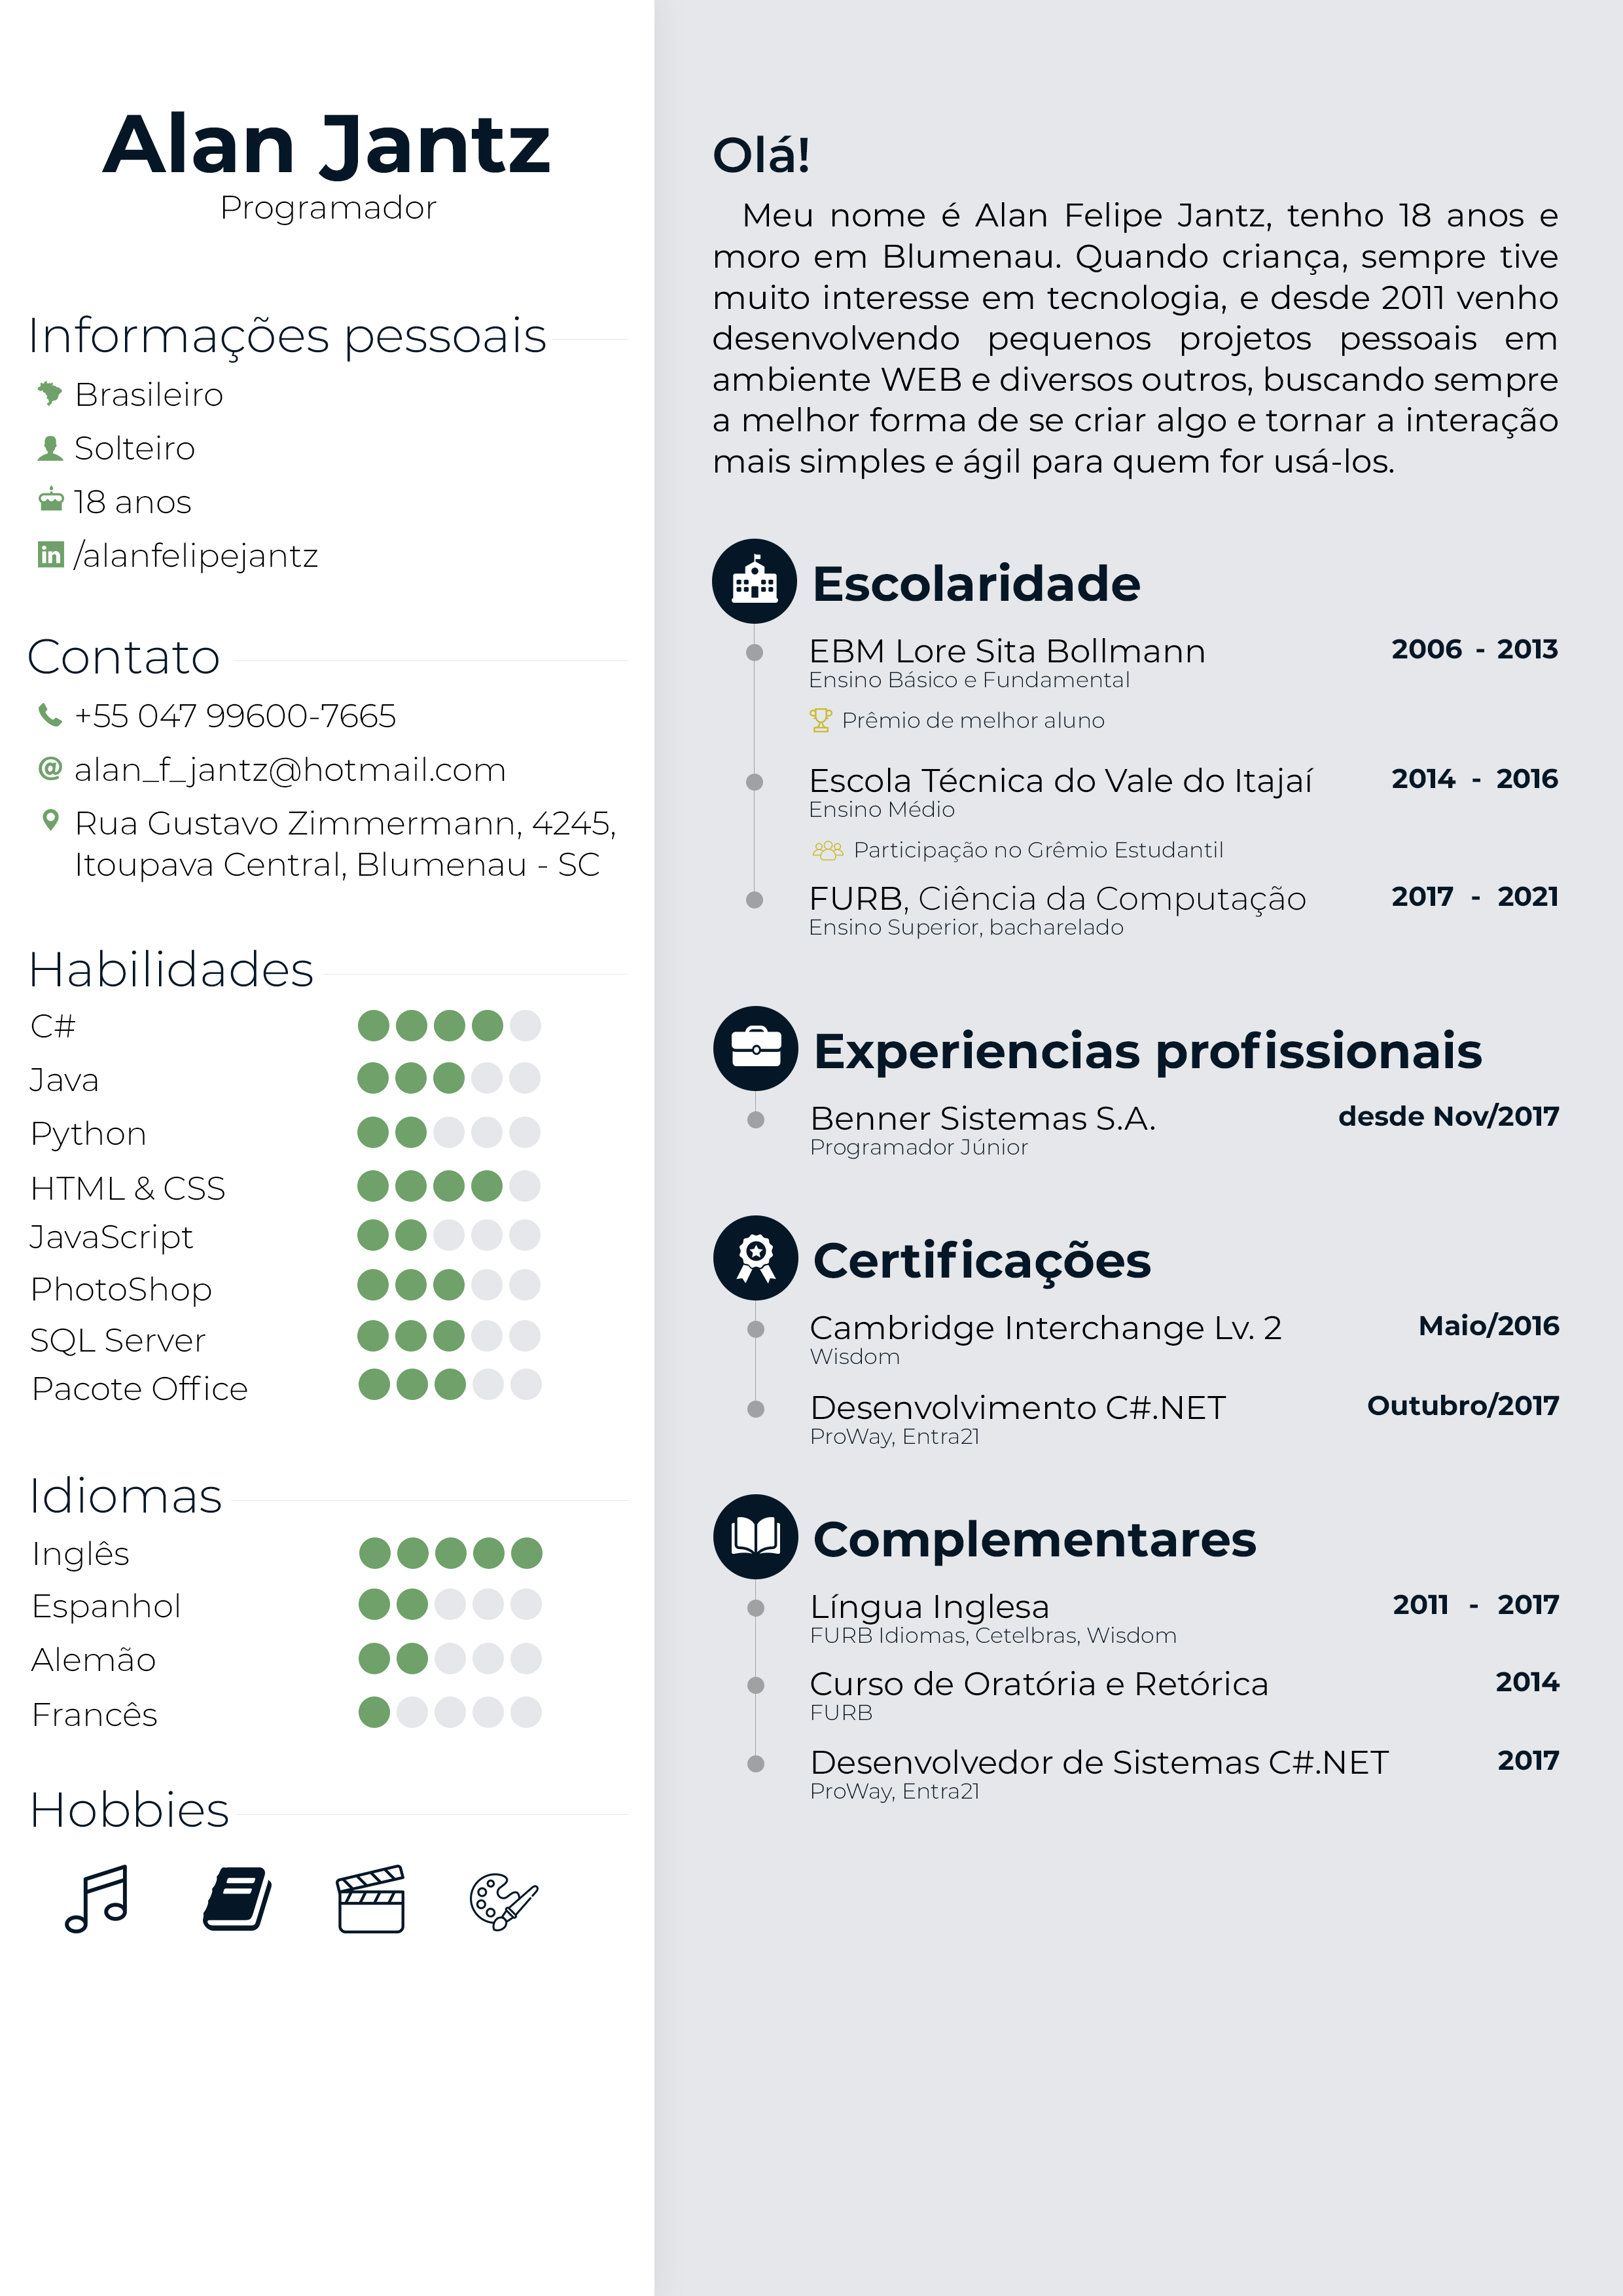 Alan Jantz
Programador
Informações pessoais
Brasileiro
Solteiro
18 anos
in /alanfelipejantz
Contato
+55 047 99600-7665
@ alan_f_jantz@hotmail.com
Rua Gustavo Zimmermann, 4245,
Itoupava Central, Blumenau - SC
Habilidades
C#
Java
Python
HTML & CSS
JavaScript
PhotoShop
SQL Server
Pacote Office
Idiomas
Inglês
Espanhol
Alemão
Francês
Hobbies
Olá!
Meu nome é Alan Felipe Jantz, tenho 18 anos e
moro em Blumenau. Quando criança, sempre tive
muito interesse em tecnologia, e desde 2011 venho
desenvolvendo pequenos projetos pessoais em
ambiente WEB e diversos outros, buscando sempre
a melhor forma de se criar algo e tornar a interação
mais simples e ágil para quem for usá-los.
Escolaridade
EBM Lore Sita Bollmann 2006 - 2013
Ensino Básico e Fundamental
Prêmio de melhor aluno
Escola Técnica do Vale do Itajaí 2014 - 2016
Ensino Médio
Participação no Grêmio Estudantil
FURB, Ciência da Computação 2017 - 2021
Ensino Superior, bacharelado
Experiencias profissionais
Benner Sistemas S.A. desde Nov/2017
Programador Júnior
Certificações
Cambridge Interchange Lv. 2 Maio/2016
Wisdom
Desenvolvimento C#.NET Outubro/2017
ProWay, Entra21
Complementares
Língua Inglesa 2011 - 2017
FURB Idiomas, Cetelbras, Wisdom
Curso de Oratória e Retórica 2014
FURB
Desenvolvedor de Sistemas C#.NET 2017
ProWay, Entra21